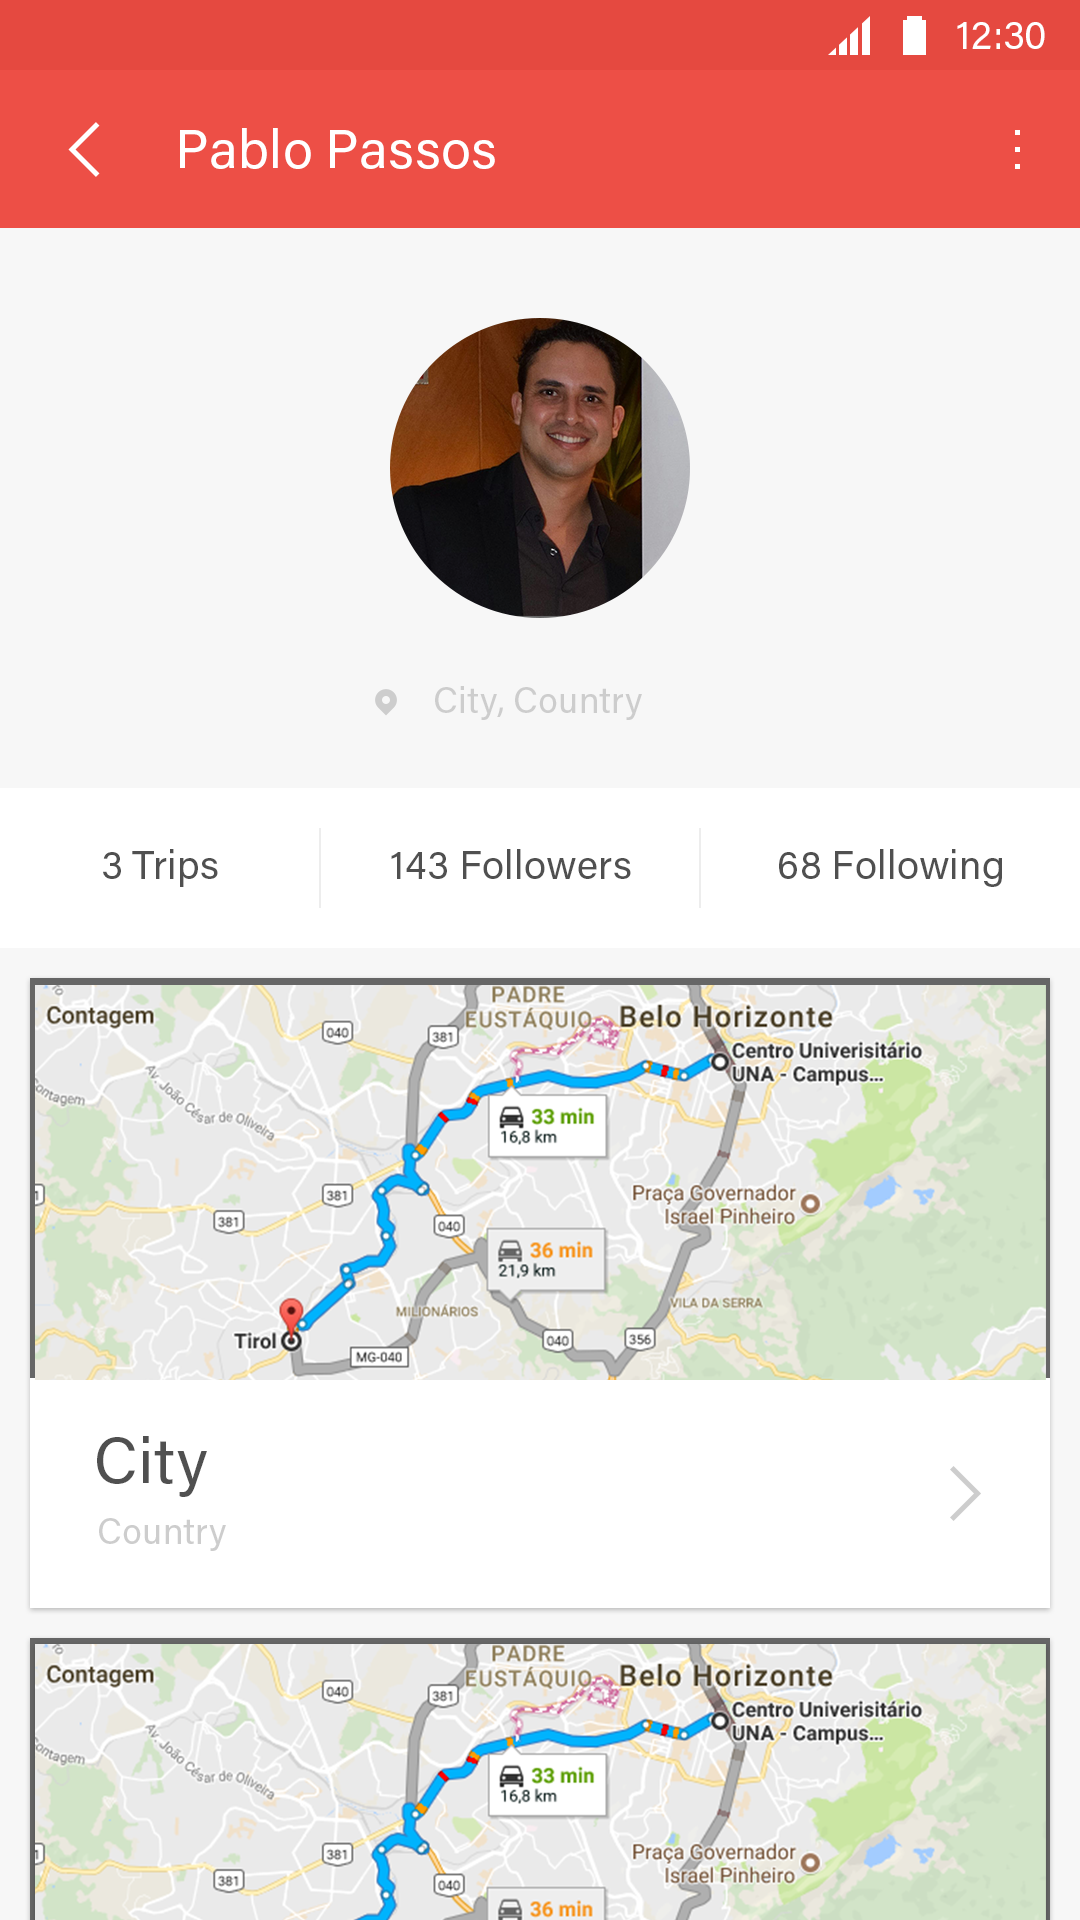 12:30
Pablo Passos
City, Country
3 Trips
143 Followers
68 Following
PADRE
EUSTÁQUIO
Contagem
Belo Horizonte
040
381
Centro Univerisitário
UNA - Campus...
ontagem
Av. João César de Oliveira
33 min
16,8 km
381
381
040
Praça Governador
Israel Pinheiro
36 min
21,9 km
MILIONÁRIOS
VILA DA SERRA
Tirol
MG-040
040
356
City
Country
PADRE
EUSTÁQUIO
Contagem
Belo Horizonte
040
381
Centro Univerisitário
UNA - Campus...
ontagem
Av. João César de Oliveira
33 min
16,8 km
381
381
040
Praça Governador
Israel Pinheiro
36 min